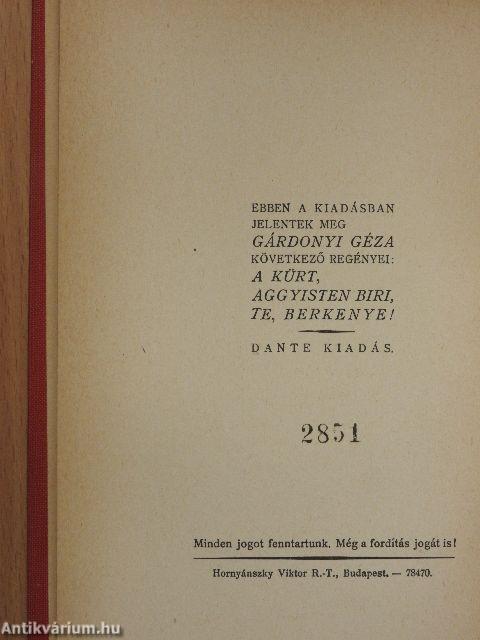 EBBEN A KIADÁSBAN
JELENTEK MEG
GÁRDONYI GÉZA
KÖVETKEZŐ REGÉNYEI:
A KÜRT,
AGGYISTEN BIRI,
TE, BERKENYE!
DANTE KIADÁS.
2851
Minden jogot fenntartunk. Még a fordítás jogát is!
Hornyánszky Viktor R.-T., Budapest. — 78470.
Antikvárium.hu